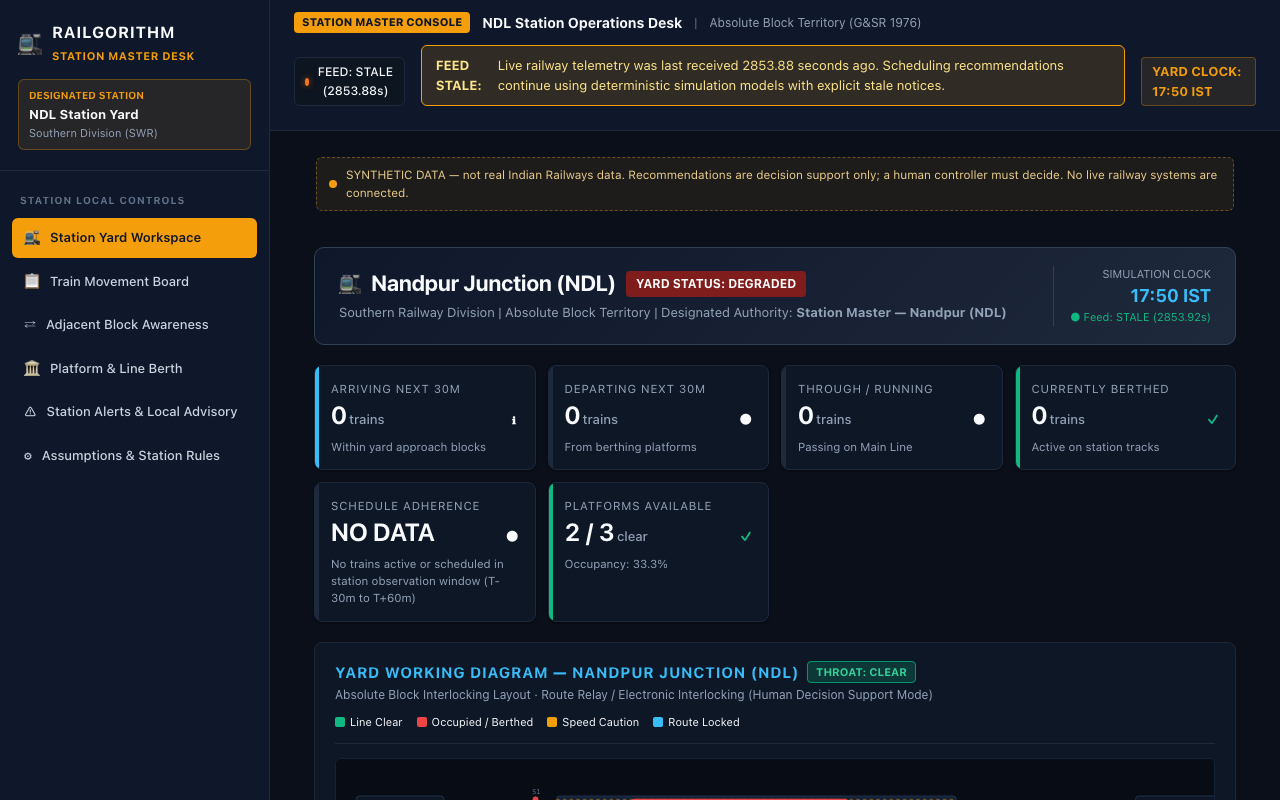 RAILGORITHM
STATION MASTER DESK
DESIGNATED STATION
NDL Station Yard
Southern Division (SWR)
STATION LOCAL CONTROLS
Station Yard Workspace
Train Movement Board
Adjacent Block Awareness
Platform & Line Berth
Station Alerts & Local Advisory
Assumptions & Station Rules
STATION MASTER CONSOLE NDL Station Operations Desk | Absolute Block Territory (G&SR 1976)
FEED: STALE
(2853.88s)
FEED
STALE:
Live railway telemetry was last received 2853.88 seconds ago. Scheduling recommendations
continue using deterministic simulation models with explicit stale notices.
YARD CLOCK:
17:50 IST
SYNTHETIC DATA — not real Indian Railways data. Recommendations are decision support only; a human controller must decide. No live railway systems are
connected.
Nandpur Junction (NDL) YARD STATUS: DEGRADED
Southern Railway Division | Absolute Block Territory | Designated Authority: Station Master — Nandpur (NDL)
SIMULATION CLOCK
17:50 IST
Feed: STALE (2853.92s)
ARRIVING NEXT 30M
0 trains
Within yard approach blocks
DEPARTING NEXT 30M
0 trains
From berthing platforms
THROUGH / RUNNING
0 trains
Passing on Main Line
CURRENTLY BERTHED
0 trains
Active on station tracks
SCHEDULE ADHERENCE
NO DATA
No trains active or scheduled in
station observation window (T-
30m to T+60m)
PLATFORMS AVAILABLE
2 / 3 clear
Occupancy: 33.3%
YARD WORKING DIAGRAM — NANDPUR JUNCTION (NDL) THROAT: CLEAR
Absolute Block Interlocking Layout · Route Relay / Electronic Interlocking (Human Decision Support Mode)
Line Clear Occupied / Berthed Speed Caution Route Locked
S1